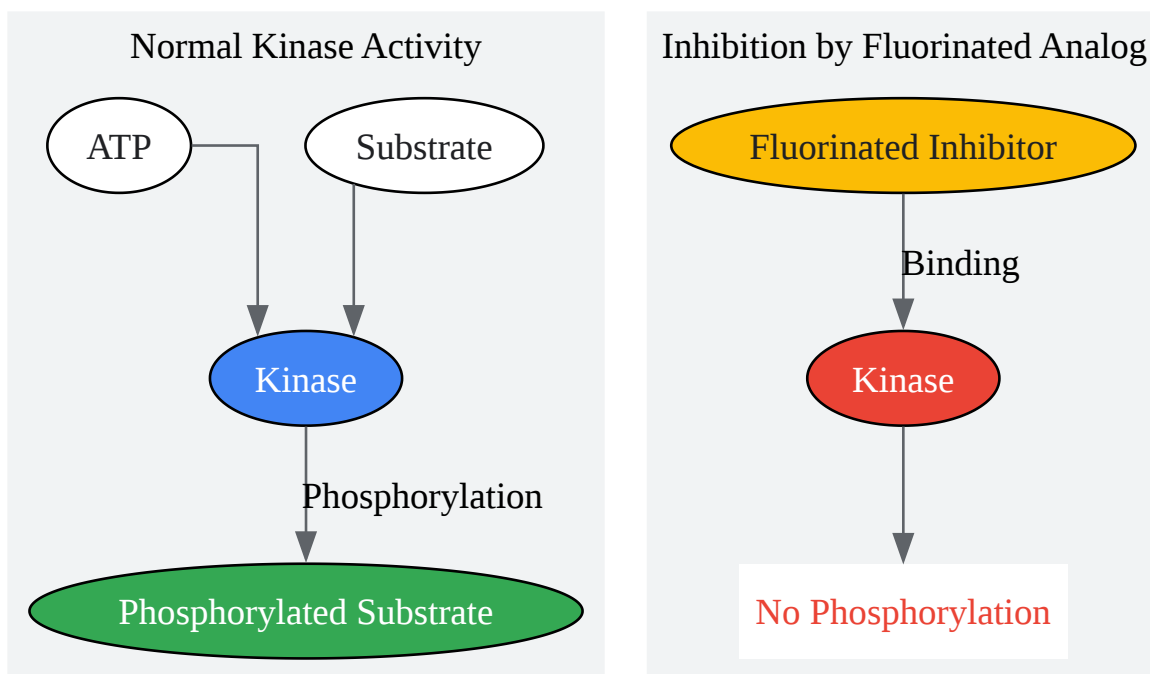 Normal Kinase Activity
ATP
Substrate
Kinase
Phosphorylation
Phosphorylated Substrate
Inhibition by Fluorinated Analog
Fluorinated Inhibitor
Binding
Kinase
No Phosphorylation